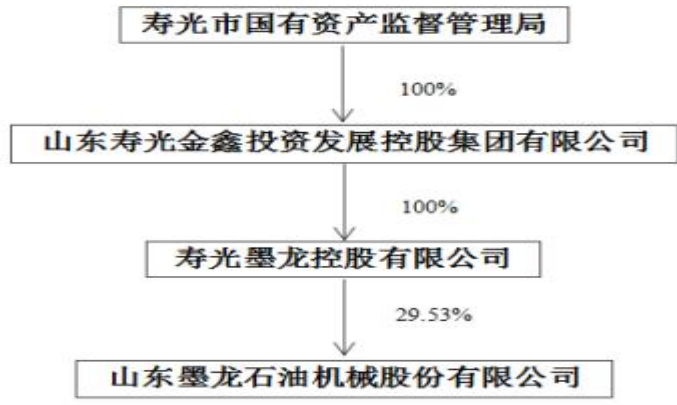 寿光市国有资产监督管理局
100%
山东寿光金鑫投资发展控股集团有限公司
100%
寿光墨龙控股有限公司
29.53%
山东墨龙石油机械股份有限公司